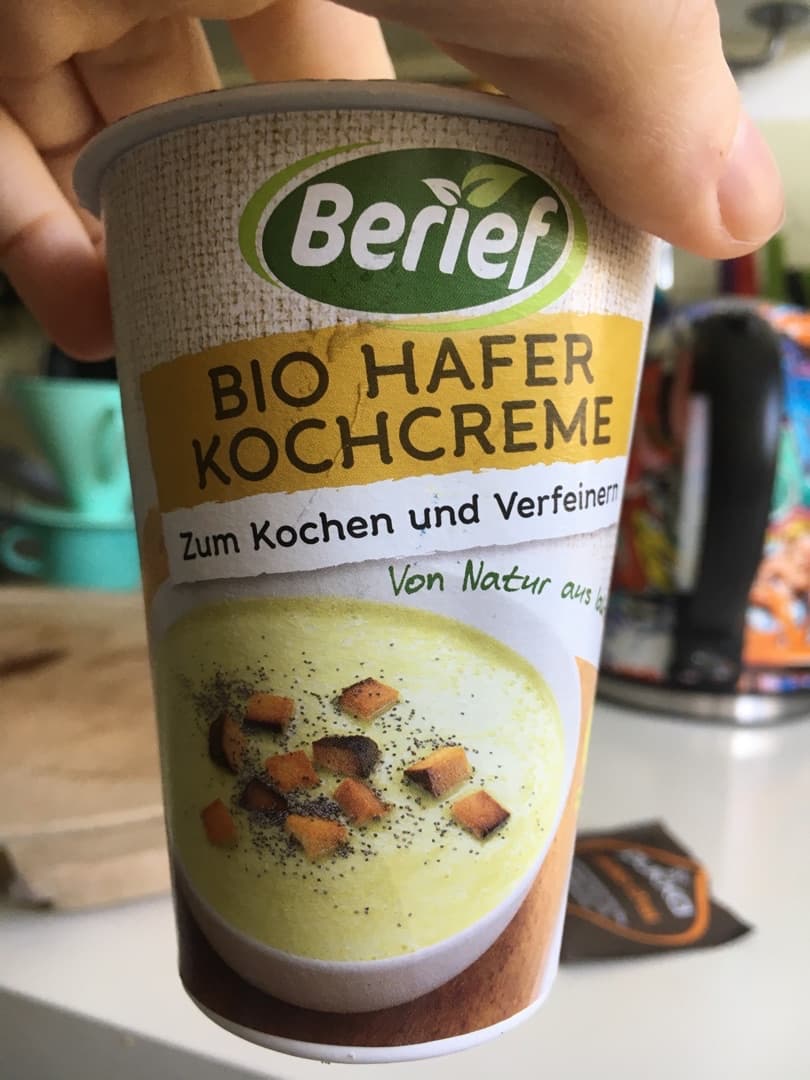 Berief
BIO HAFER
KOCHCREME
Zum Kochen und Verfeinern
Von Natur aus